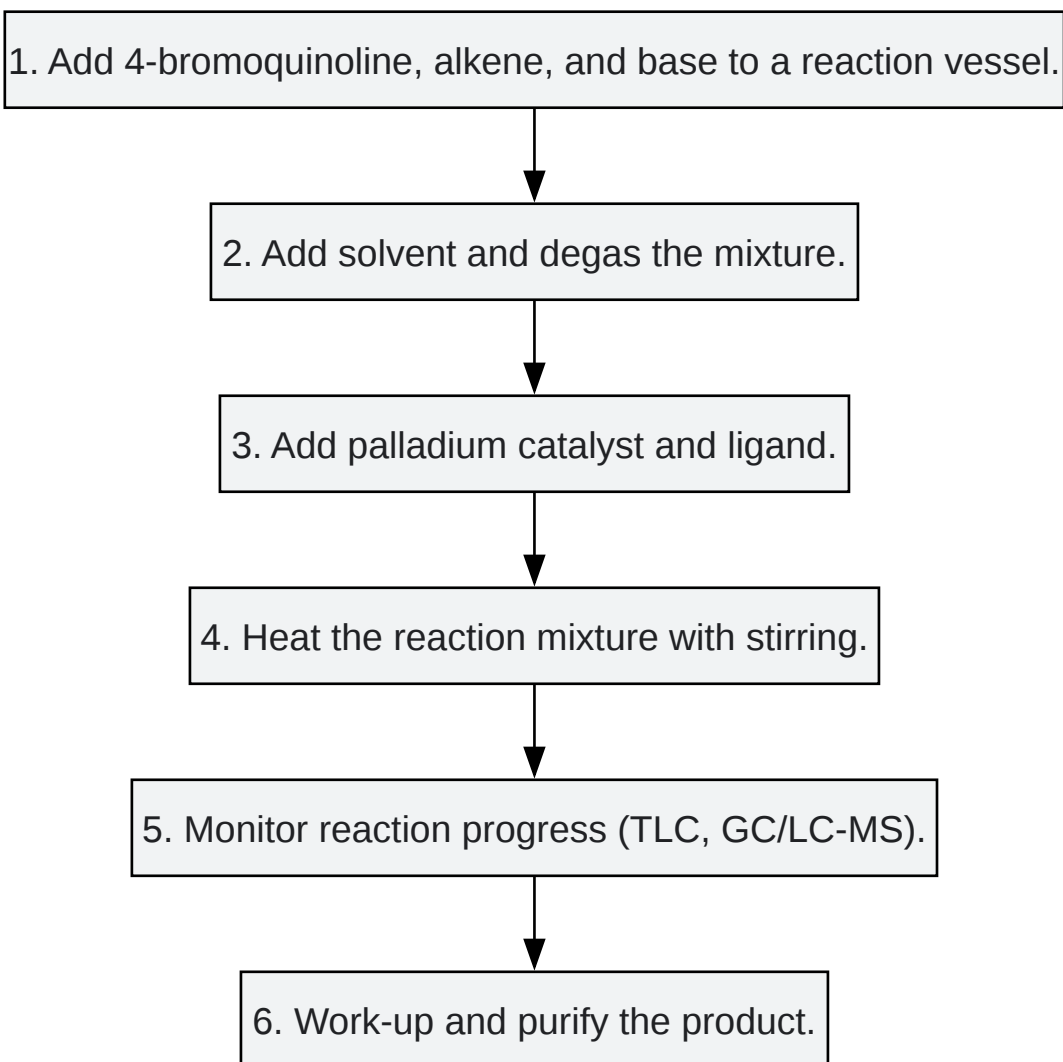 1. Add 4-bromoquinoline, alkene, and base to a reaction vessel.
2. Add solvent and degas the mixture.
3. Add palladium catalyst and ligand.
4. Heat the reaction mixture with stirring.
5. Monitor reaction progress (TLC, GC/LC-MS).
6. Work-up and purify the product.